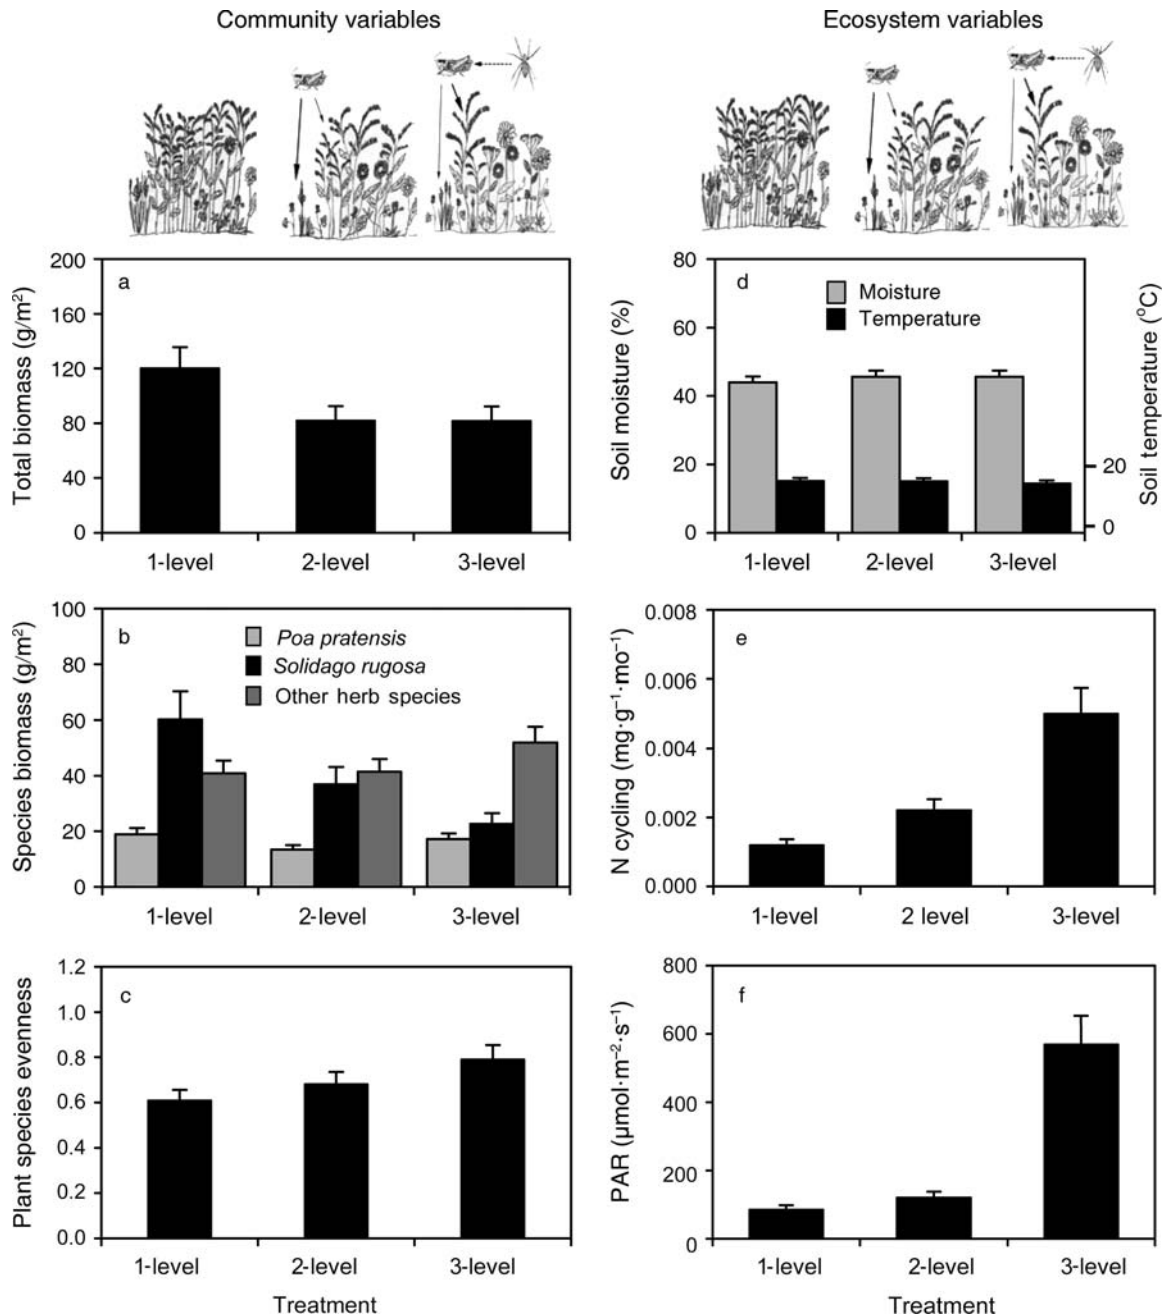 Community variables
Ecosystem variables
a
Total biomass (g/m²)
200
160
120
80
40
0
1-level
2-level
3-level
d
Moisture
Temperature
Soil moisture (%)
80
60
40
20
0
Soil temperature (°C)
20
0
1-level
2-level
3-level
b
Poa pratensis
Solidago rugosa
Other herb species
Species biomass (g/m²)
100
80
60
40
20
0
1-level
2-level
3-level
e
N cycling (mg·g⁻¹·mo⁻¹)
0.008
0.006
0.004
0.002
0.000
1-level
2 level
3-level
c
Plant species evenness
1.2
1.0
0.8
0.6
0.4
0.2
0.0
1-level
2-level
3-level
Treatment
f
PAR (μmol·m⁻²·s⁻¹)
800
600
400
200
0
1-level
2-level
3-level
Treatment